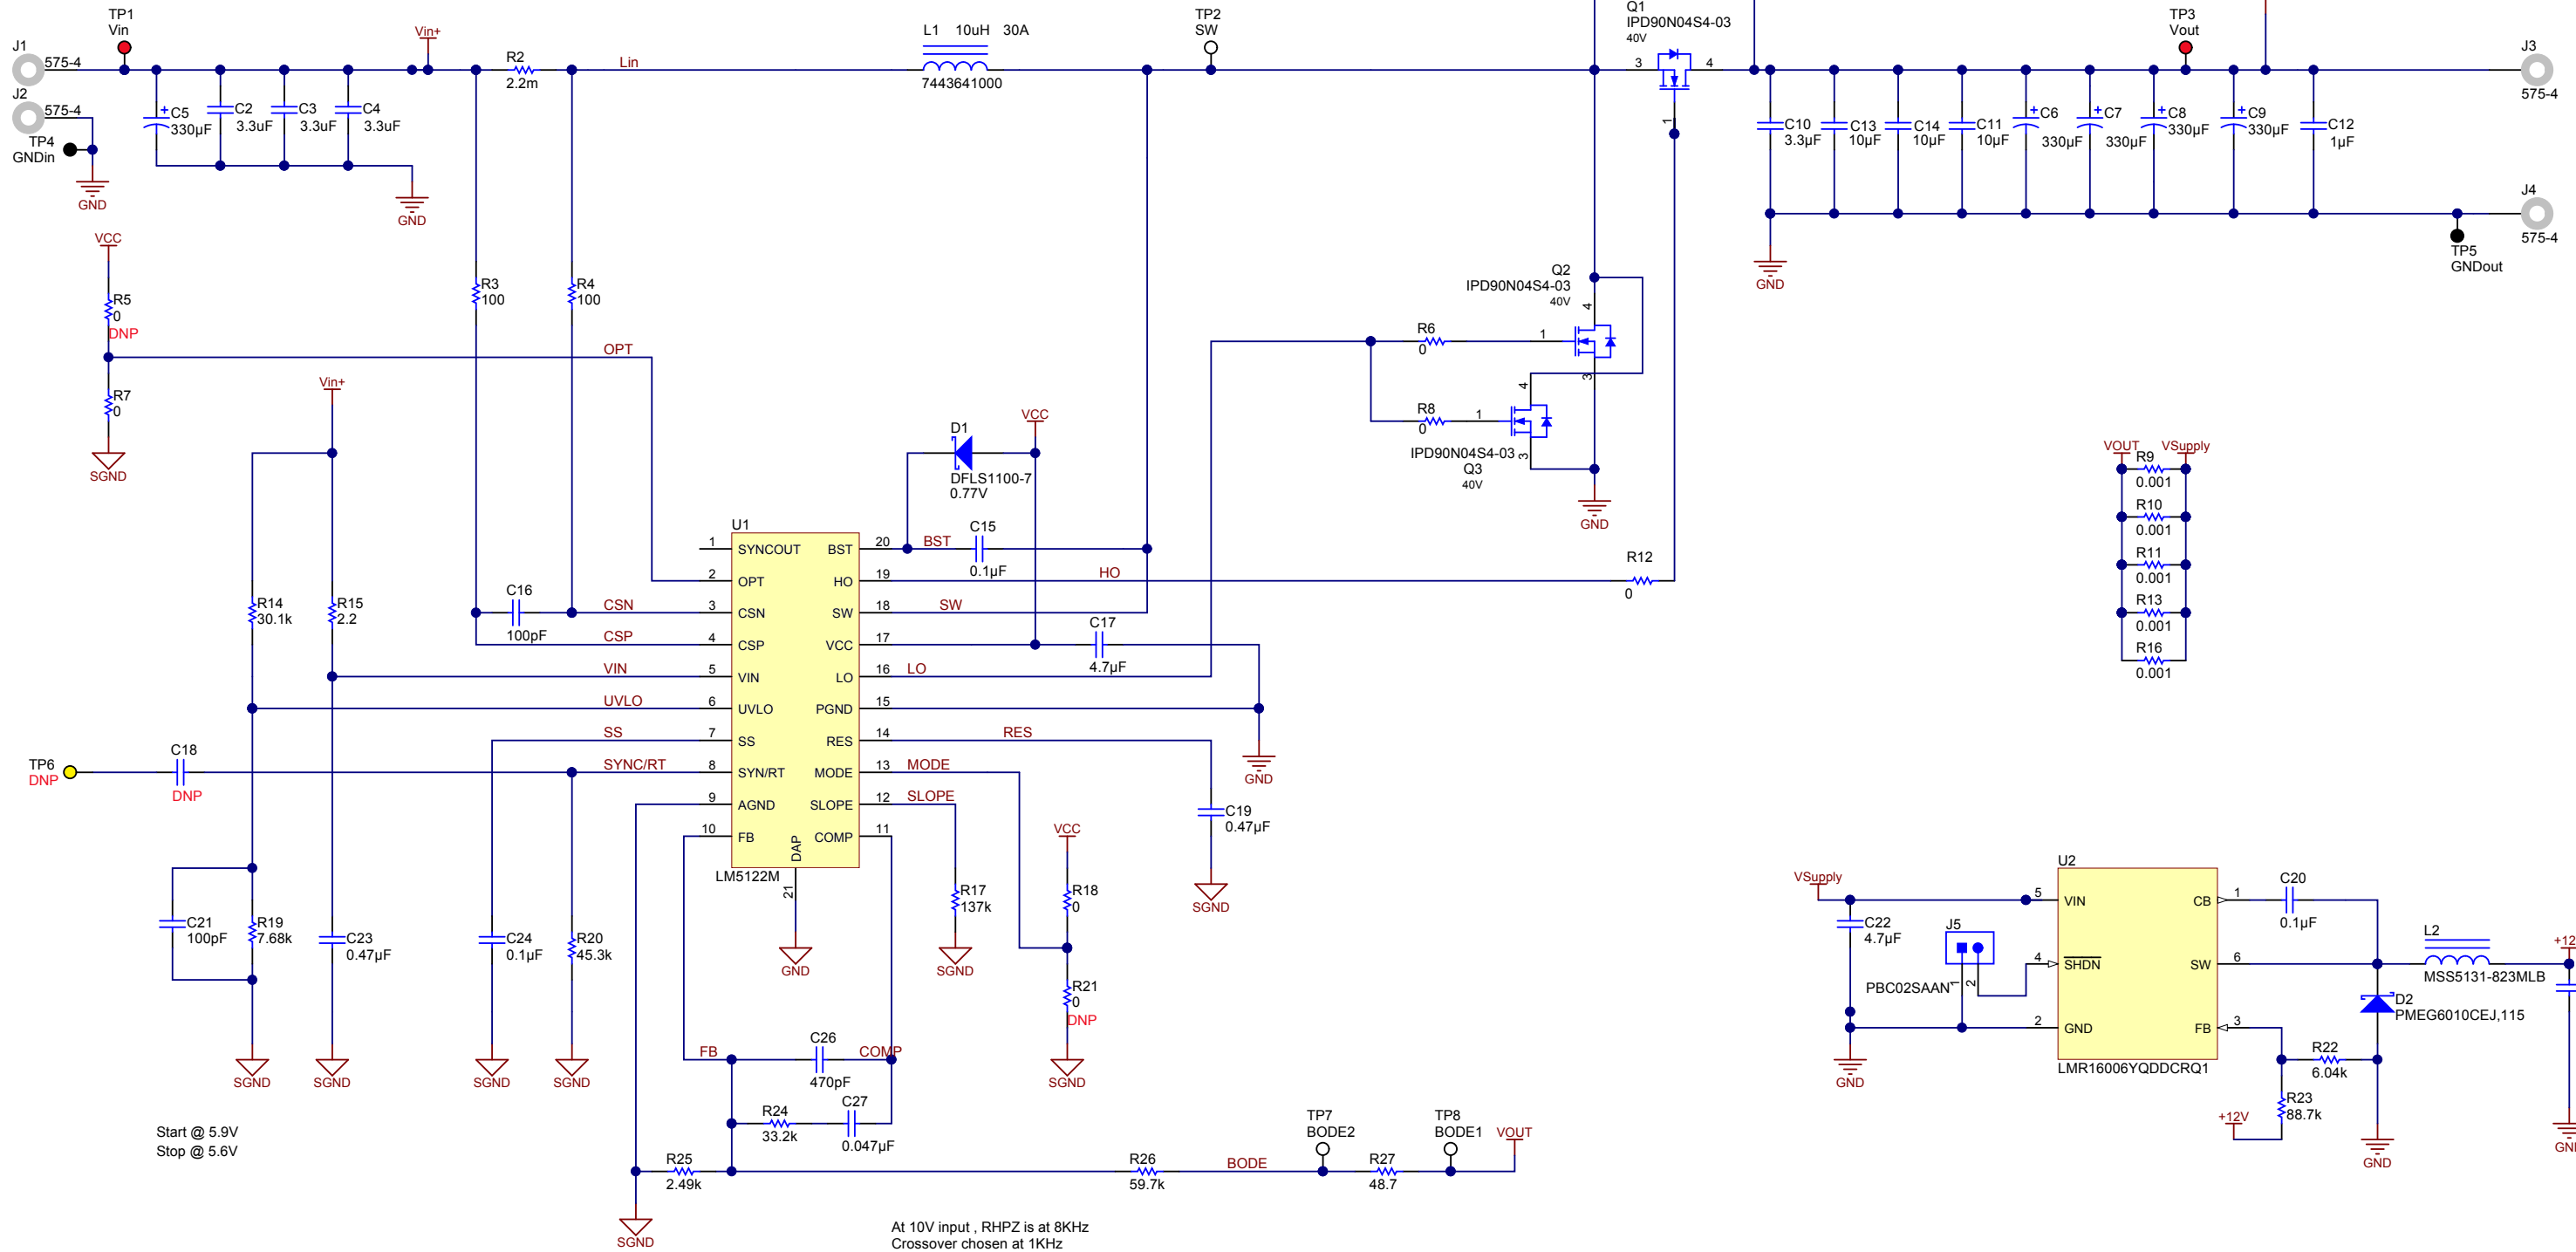 TP1
Vin
J1
575-4
J2
575-4
TP4
GNDin
GND
C5
330µF
C2
3.3uF
C3
3.3uF
C4
3.3uF
GND
Vin+
R2
2.2m
Lin
L1 10uH 30A
7443641000
TP2
SW
Q1
IPD90N04S4-03
40V
3
4
1
TP3
Vout
J3
575-4
C10
3.3µF
C13
10µF
C14
10µF
C11
10µF
C6
330µF
C7
330µF
C8
330µF
C9
330µF
C12
1µF
J4
575-4
TP5
GNDout
GND
VCC
R5
0
DNP
OPT
R7
0
SGND
R3
100
R4
100
Q2
IPD90N04S4-03
40V
4
R6
0
1
3
4
R8
0
1
IPD90N04S4-03
Q3
40V
3
GND
Vin+
D1
DFLS1100-7
0.77V
VCC
VOUT
VSupply
R9
0.001
R10
0.001
R11
0.001
R13
0.001
R16
0.001
U1
1 SYNCOUT
2 OPT
3 CSN
4 CSP
5 VIN
6 UVLO
7 SS
8 SYN/RT
9 AGND
10 FB
BST 20
HO 19
SW 18
VCC 17
LO 16
PGND 15
RES 14
MODE 13
SLOPE 12
COMP 11
DAP
21
LM5122M
GND
BST
C15
0.1µF
HO
R12
0
SW
C17
4.7µF
LO
GND
RES
MODE
SLOPE
C16
100pF
CSN
CSP
VIN
UVLO
SS
SYNC/RT
R14
30.1k
R15
2.2
TP6
DNP
C18
DNP
C21
100pF
R19
7.68k
C23
0.47µF
C24
0.1µF
R20
45.3k
SGND
SGND
SGND
SGND
C19
0.47µF
SGND
R17
137k
SGND
VCC
R18
0
R21
0
DNP
SGND
FB
C26
470pF
COMP
R24
33.2k
C27
0.047µF
R25
2.49k
SGND
R26
59.7k
BODE
TP7
BODE2
R27
48.7
TP8
BODE1
VOUT
Start @ 5.9V
Stop @ 5.6V
At 10V input , RHPZ is at 8KHz
Crossover chosen at 1KHz
VSupply
C22
4.7µF
GND
J5
PBC02SAAN
1
2
U2
5 VIN
4 SHDN
2 GND
CB 1
SW 6
FB 3
LMR16006YQDDCRQ1
C20
0.1µF
L2
MSS5131-823MLB
+12
D2
PMEG6010CEJ,115
R22
6.04k
R23
88.7k
+12V
GND